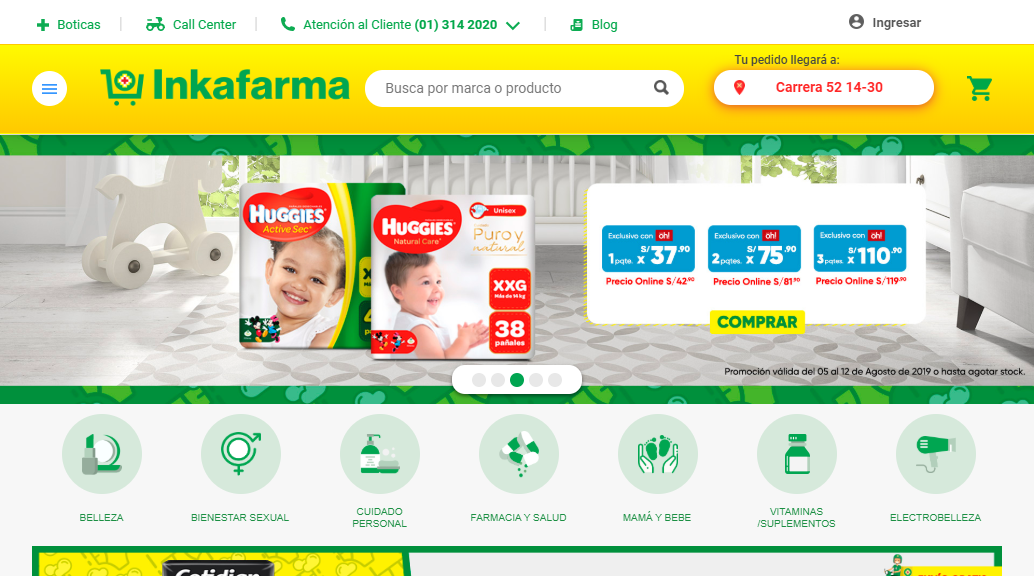 Boticas
Call Center
Atención al Cliente (01) 314 2020
Blog
Ingresar
Inkafarma
Busca por marca o producto
Tu pedido llegará a:
Carrera 52 14-30
HUGGIES
Active Sec
HUGGIES
Natural Care
Unisex
Puro y
natural
XXG
Más de 14 kg
38
pañales
Exclusivo con oh!
1 pqte. x S/ 37.90
Precio Online S/42.90
Exclusivo con oh!
2 pqtes. x S/ 75.90
Precio Online S/81.90
Exclusivo con oh!
3 pqtes. x S/ 110.90
Precio Online S/119.90
COMPRAR
Promoción válida del 05 al 12 de Agosto de 2019 o hasta agotar stock.
BELLEZA
BIENESTAR SEXUAL
CUIDADO
PERSONAL
FARMACIA Y SALUD
MAMÁ Y BEBE
VITAMINAS
/SUPLEMENTOS
ELECTROBELLEZA
Cotidian